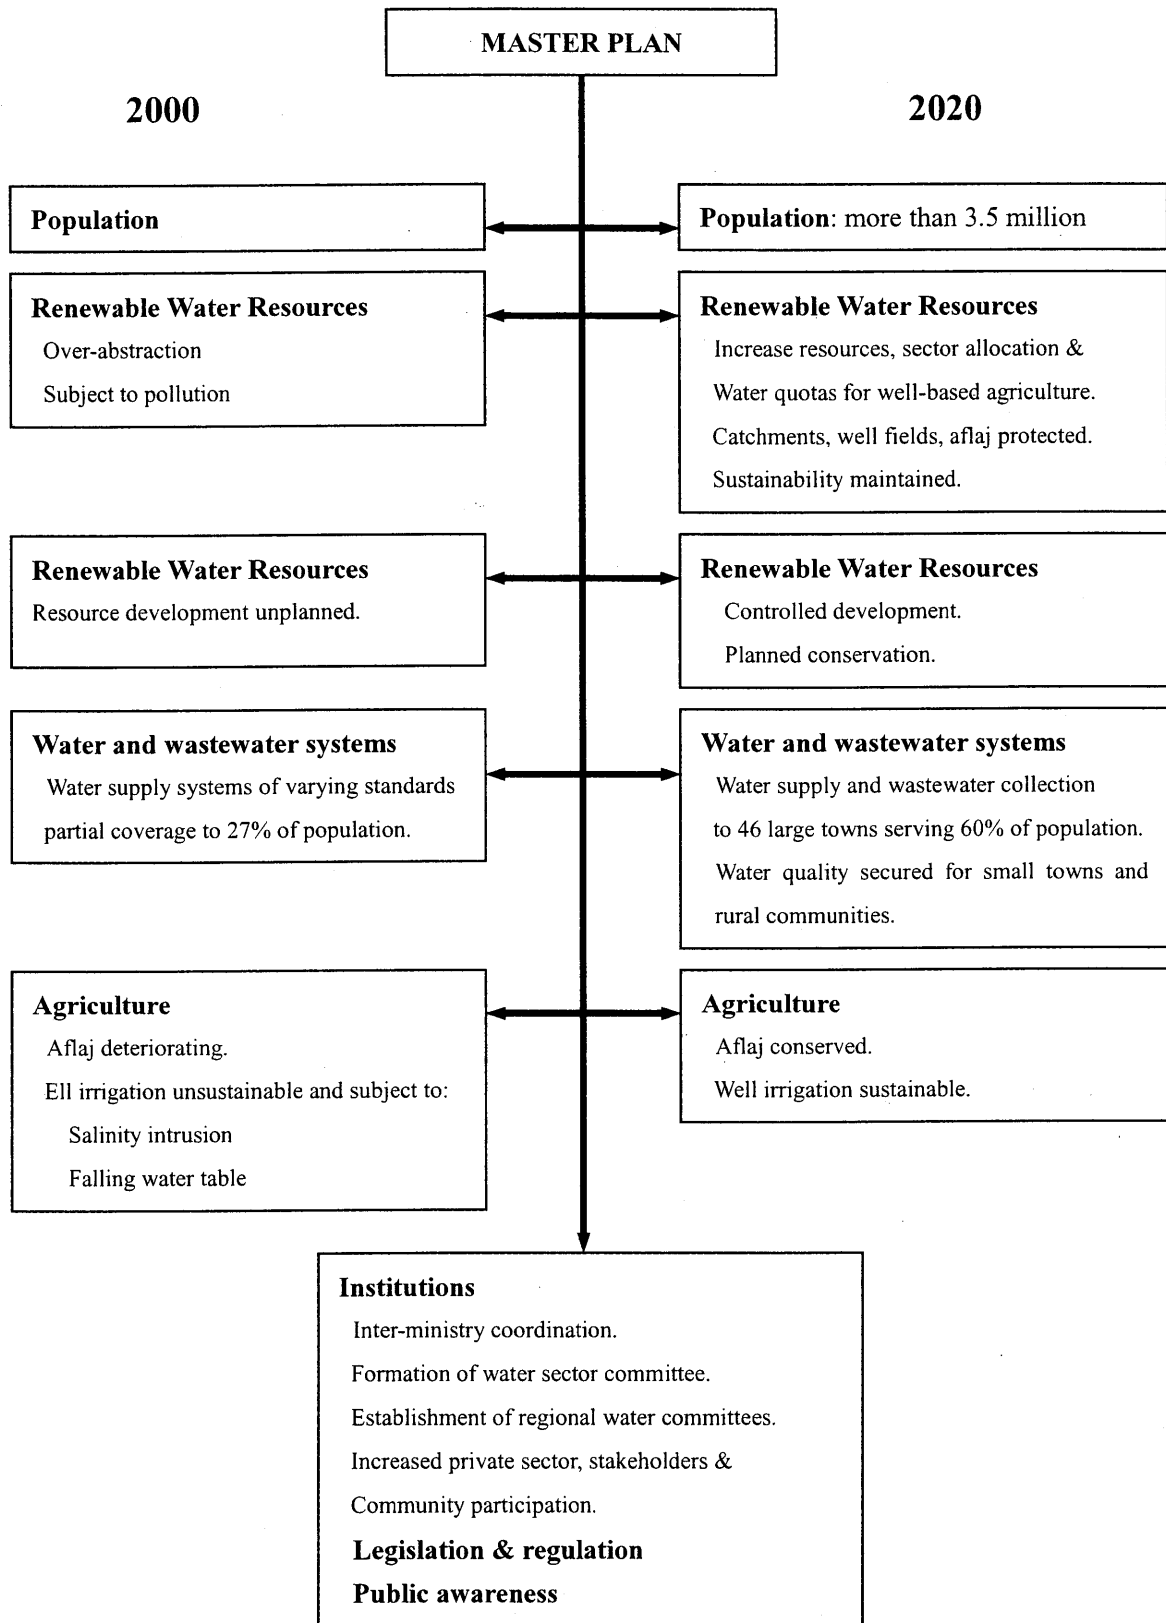 MASTER PLAN
2000
2020
Population
Population: more than 3.5 million
Renewable Water Resources
Over-abstraction
Subject to pollution
Renewable Water Resources
Increase resources, sector allocation &
Water quotas for well-based agriculture.
Catchments, well fields, aflaj protected.
Sustainability maintained.
Renewable Water Resources
Resource development unplanned.
Renewable Water Resources
Controlled development.
Planned conservation.
Water and wastewater systems
Water supply systems of varying standards
partial coverage to 27% of population.
Water and wastewater systems
Water supply and wastewater collection
to 46 large towns serving 60% of population.
Water quality secured for small towns and
rural communities.
Agriculture
Aflaj deteriorating.
Ell irrigation unsustainable and subject to:
Salinity intrusion
Falling water table
Agriculture
Aflaj conserved.
Well irrigation sustainable.
Institutions
Inter-ministry coordination.
Formation of water sector committee.
Establishment of regional water committees.
Increased private sector, stakeholders &
Community participation.
Legislation & regulation
Public awareness